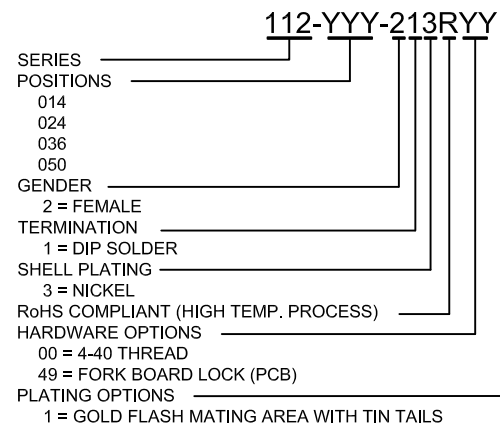 112-YYY-213RYY
SERIES
POSITIONS
014
024
036
050
GENDER
2 = FEMALE
TERMINATION
1 = DIP SOLDER
SHELL PLATING
3 = NICKEL
RoHS COMPLIANT (HIGH TEMP. PROCESS)
HARDWARE OPTIONS
00 = 4-40 THREAD
49 = FORK BOARD LOCK (PCB)
PLATING OPTIONS
1 = GOLD FLASH MATING AREA WITH TIN TAILS